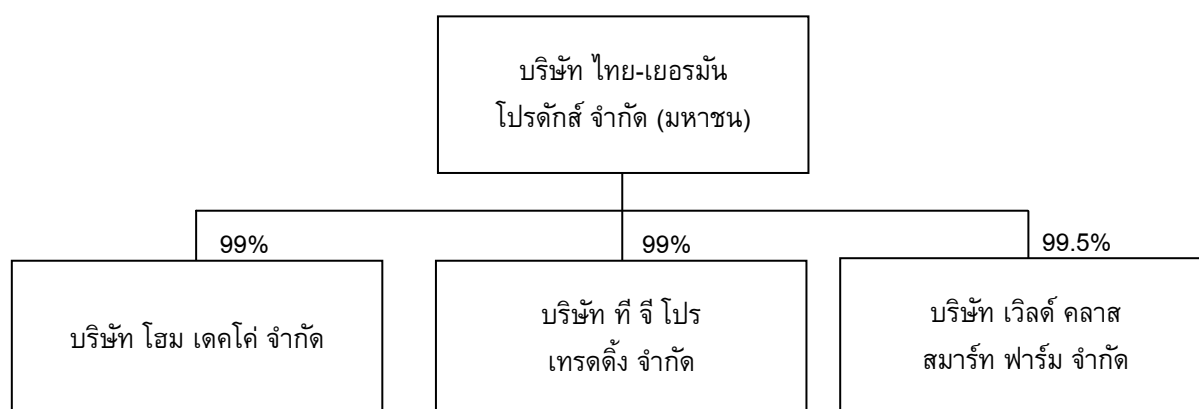 บริษัท ไทย-เยอรมัน
โปรดักส์ จำกัด (มหาชน)
99%
99%
99.5%
บริษัท โฮม เดคโค่ จำกัด
บริษัท ที จี โปร
เทรดดิ้ง จำกัด
บริษัท เวิลด์ คลาส
สมาร์ท ฟาร์ม จำกัด